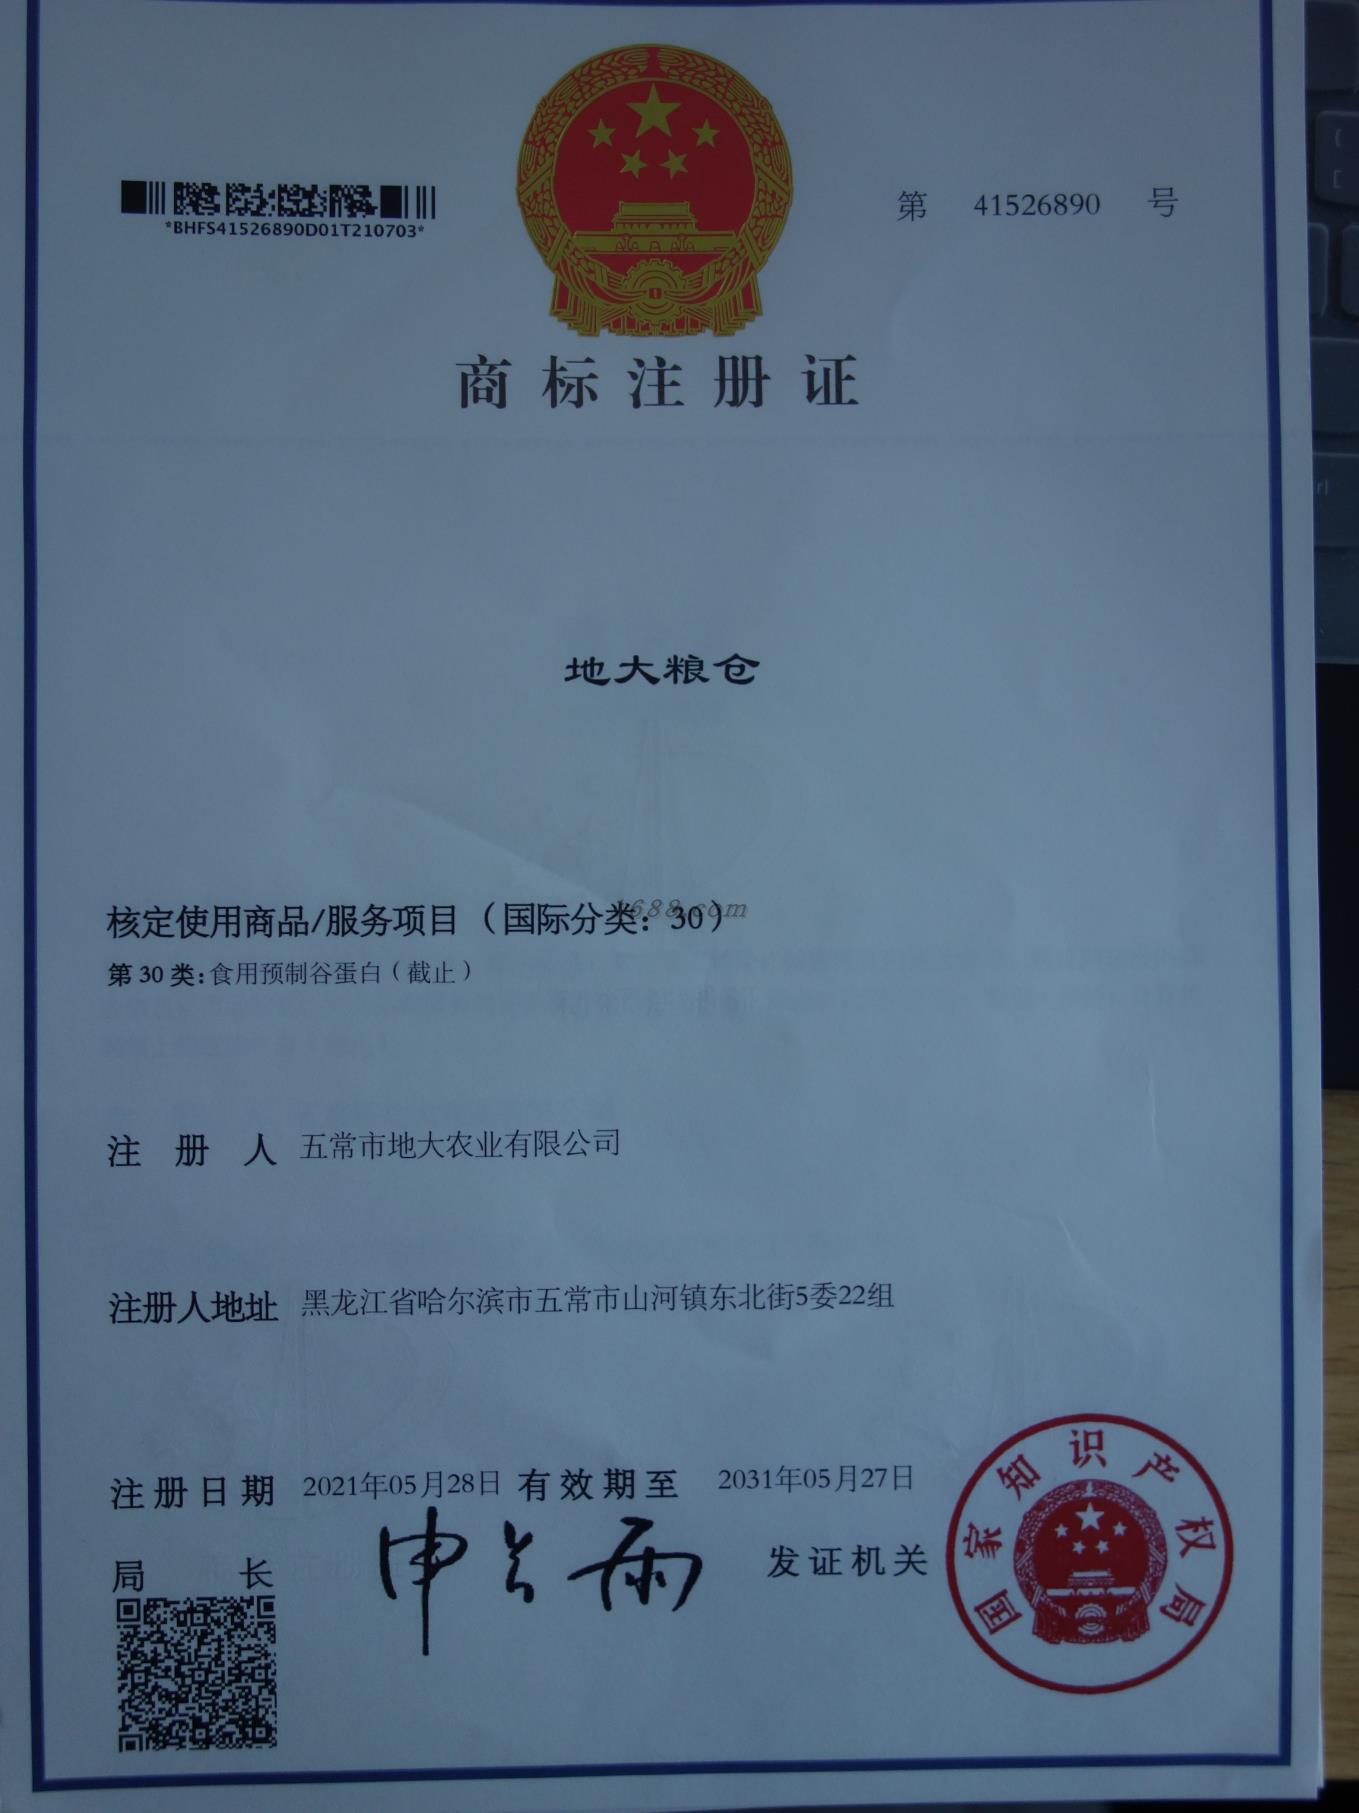 第 41526890 号
*BHFS41526890D01T210703*
商标注册证
地大粮仓
1688.com
核定使用商品/服务项目（国际分类：30）
第 30 类：食用预制谷蛋白（截止）
注册人 五常市地大农业有限公司
注册人地址 黑龙江省哈尔滨市五常市山河镇东北街5委22组
注册日期 2021年05月28日 有效期至 2031年05月27日
局长 申长雨 发证机关
国家知识产权局